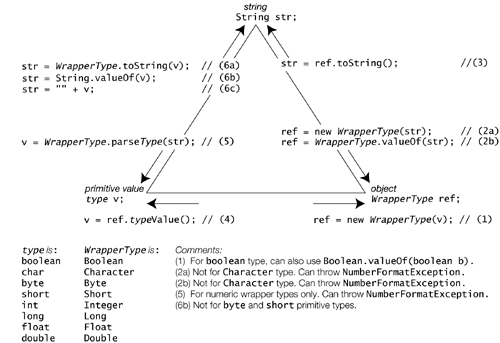 string
String str;
str = WrapperType.toString(v); // (6a)
str = String.valueOf(v); // (6b)
str = "" + v; // (6c)
str = ref.toString(); //(3)
v = WrapperType.parseType(str); // (5)
ref = new WrapperType(str); // (2a)
ref = WrapperType.valueOf(str); // (2b)
primitive value
type v;
object
WrapperType ref;
v = ref.typeValue(); // (4)
ref = new WrapperType(v); // (1)
type is: WrapperType is: Comments:
boolean Boolean (1) For boolean type, can also use Boolean.valueOf(boolean b).
char Character (2a) Not for Character type. Can throw NumberFormatException.
byte Byte (2b) Not for Character type. Can throw NumberFormatException.
short Short (5) For numeric wrapper types only. Can throw NumberFormatException.
int Integer (6b) Not for byte and short primitive types.
long Long
float Float
double Double